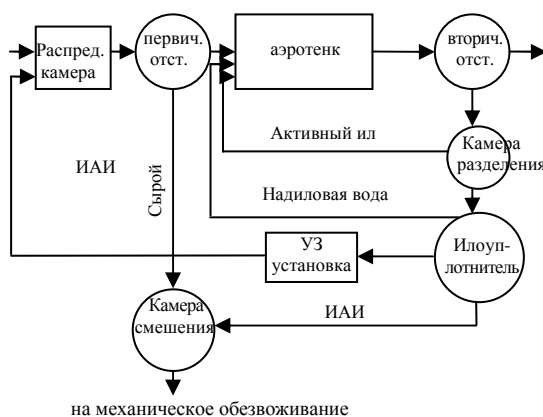 Распред.
камера
первич.
отст.
аэротенк
вторич.
отст.
Активный ил
Камера
разделения
ИАИ
Сырой
Надиловая вода
УЗ
установка
Илоуп-
лотнитель
Камера
смешения
ИАИ
на механическое обезвоживание